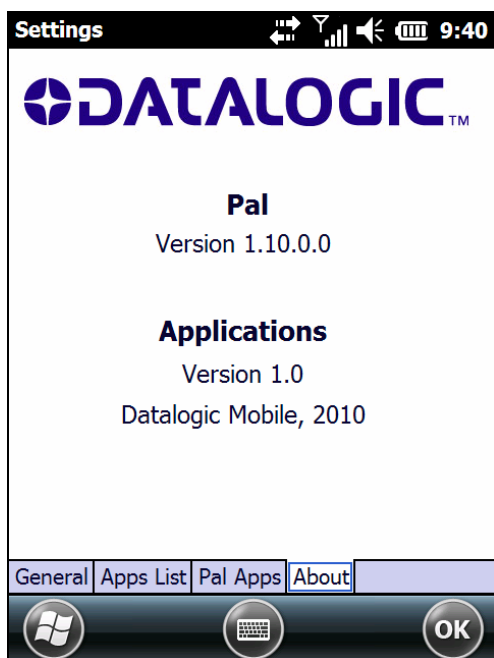 Settings 9:40
DATALOGIC™
Pal
Version 1.10.0.0
Applications
Version 1.0
Datalogic Mobile, 2010
General Apps List Pal Apps About
OK